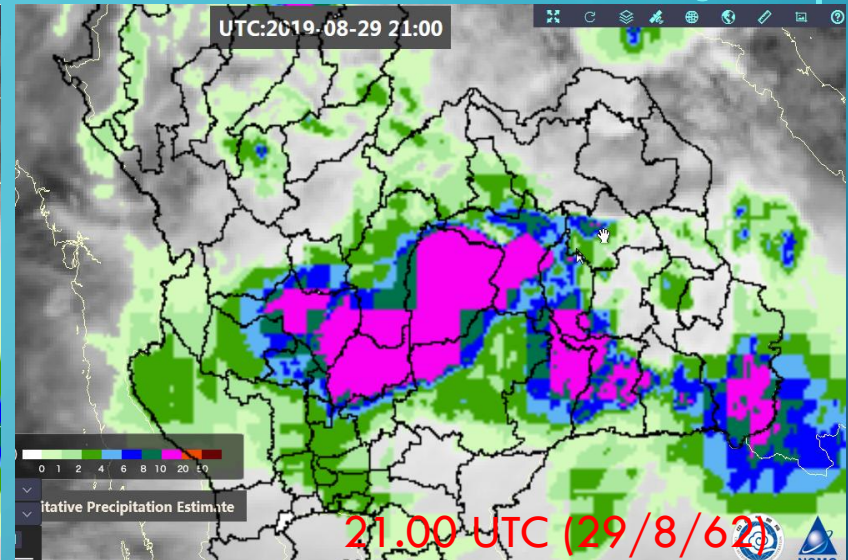 UTC:2019-08-29 21:00
0 1 2 4 6 8 10 20 50
itative Precipitation Estimate
21.00 UTC (29/8/62)